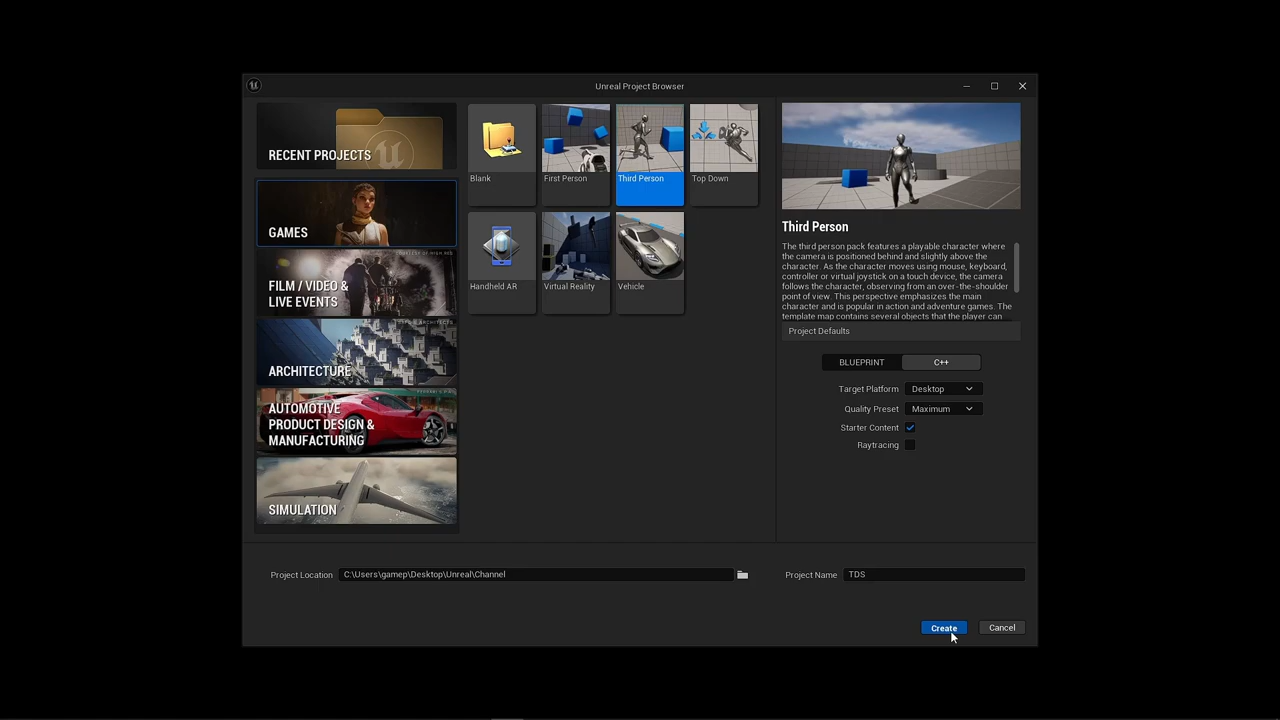 Unreal Project Browser
RECENT PROJECTS
GAMES
FILM / VIDEO &
LIVE EVENTS
ARCHITECTURE
AUTOMOTIVE
PRODUCT DESIGN &
MANUFACTURING
SIMULATION
Blank
First Person
Third Person
Top Down
Handheld AR
Virtual Reality
Vehicle
Third Person
The third person pack features a playable character where
the camera is positioned behind and slightly above the
character. As the character moves using mouse, keyboard,
controller or virtual joystick on a touch device, the camera
follows the character, observing from an over-the-shoulder
point of view. This perspective emphasizes the main
character and is popular in action and adventure games. The
template map contains several objects that the player can
Project Defaults
BLUEPRINT
C++
Target Platform
Desktop
Quality Preset
Maximum
Starter Content
Raytracing
Project Location
C:\Users\gamep\Desktop\Unreal\Channel
Project Name
TDS
Create
Cancel